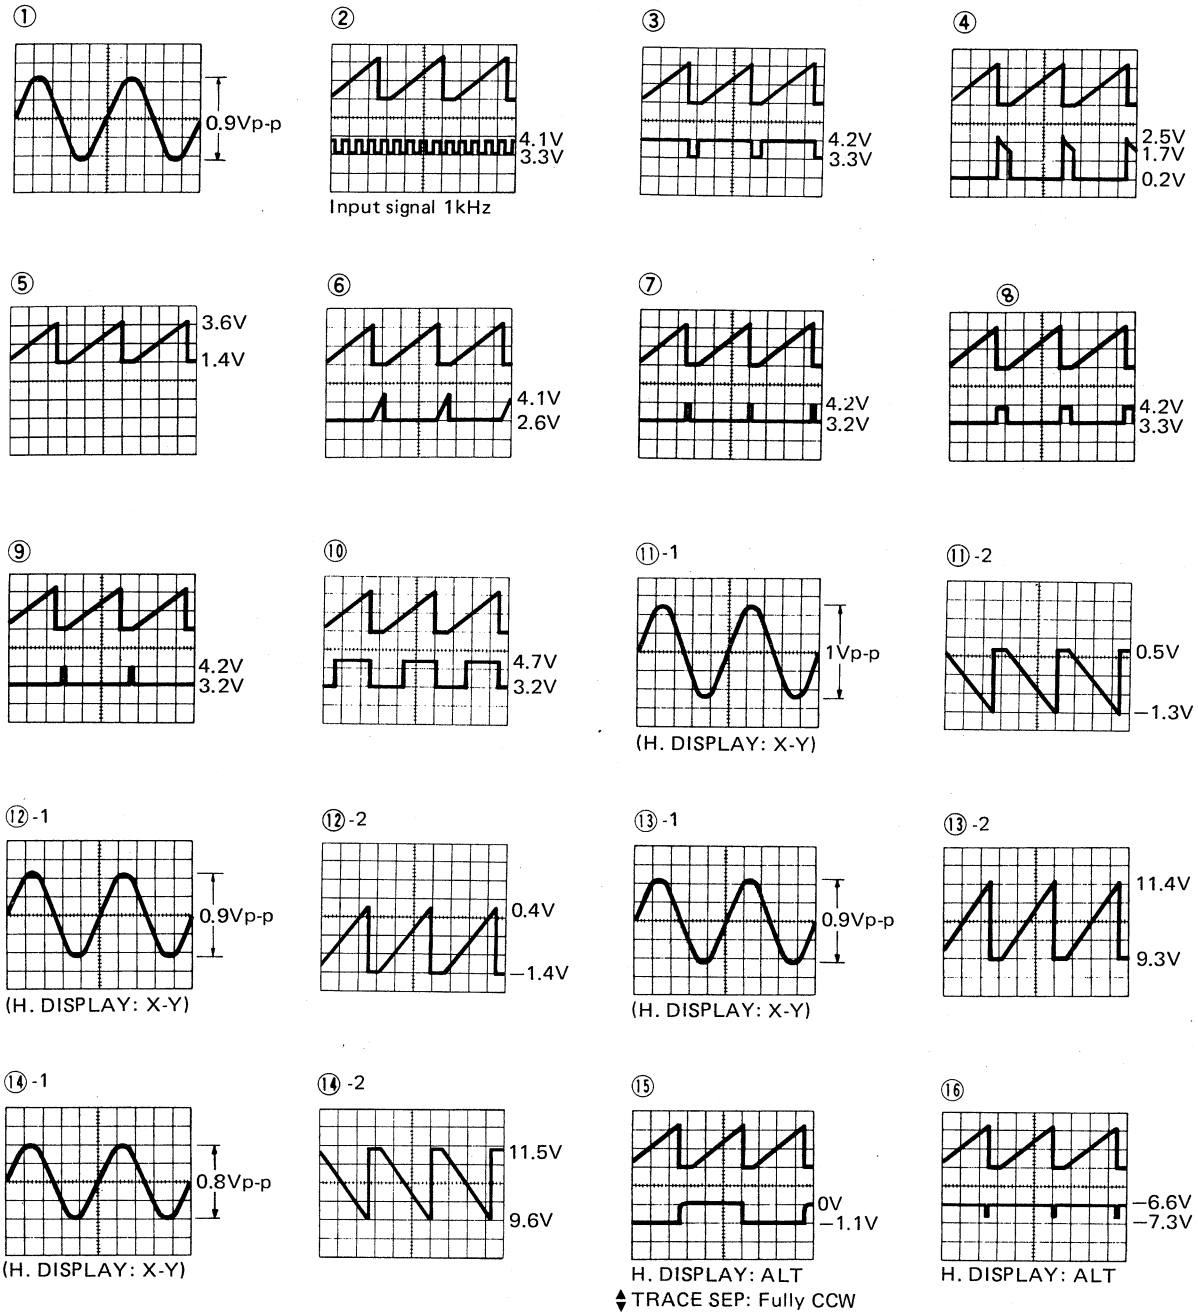 ①
0.9Vp-p
②
4.1V
3.3V
Input signal 1kHz
③
4.2V
3.3V
④
2.5V
1.7V
0.2V
⑤
3.6V
1.4V
⑥
4.1V
2.6V
⑦
4.2V
3.2V
⑧
4.2V
3.3V
⑨
4.2V
3.2V
⑩
4.7V
3.2V
⑪-1
1Vp-p
(H. DISPLAY: X-Y)
⑪-2
0.5V
−1.3V
⑫-1
0.9Vp-p
(H. DISPLAY: X-Y)
⑫-2
0.4V
−1.4V
⑬-1
0.9Vp-p
(H. DISPLAY: X-Y)
⑬-2
11.4V
9.3V
⑭-1
0.8Vp-p
(H. DISPLAY: X-Y)
⑭-2
11.5V
9.6V
⑮
0V
−1.1V
H. DISPLAY: ALT
♦ TRACE SEP: Fully CCW
⑯
−6.6V
−7.3V
H. DISPLAY: ALT